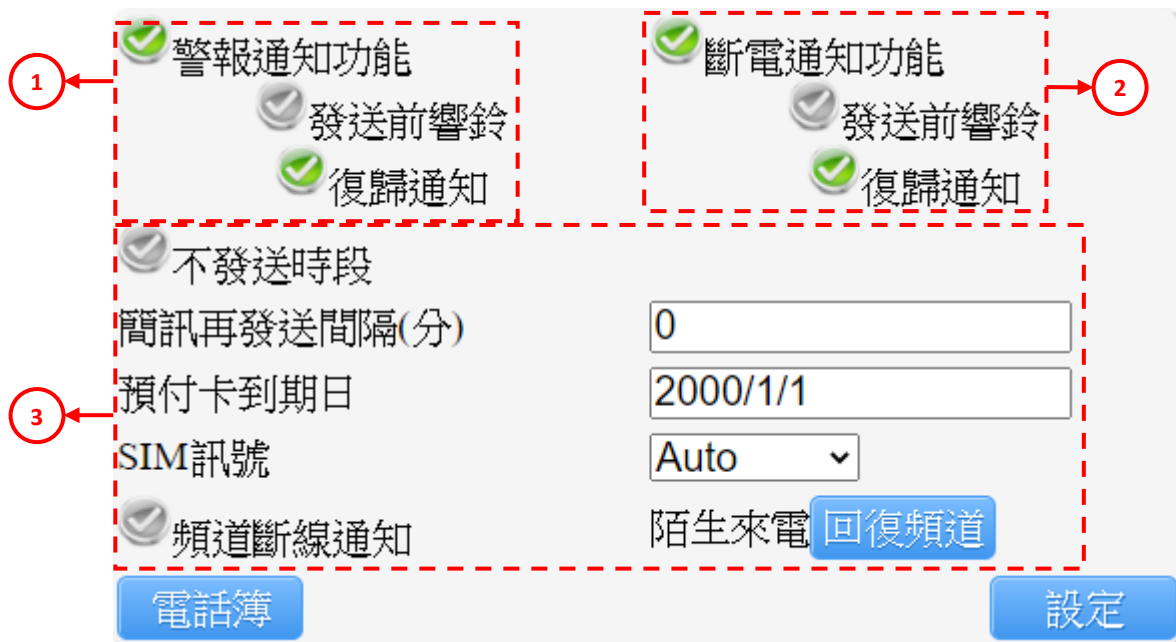 警報通知功能
斷電通知功能
1
2
發送前響鈴
發送前響鈴
復歸通知
復歸通知
不發送時段
簡訊再發送間隔(分)
0
預付卡到期日
2000/1/1
3
SIM訊號
Auto
頻道斷線通知
陌生來電 回復頻道
電話簿
設定